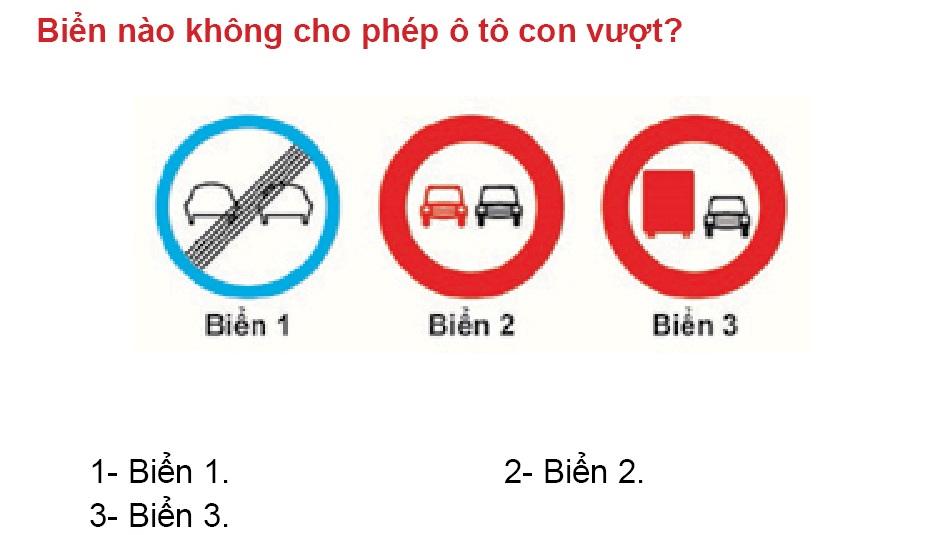 Biển nào không cho phép ô tô con vượt?
Biển 1 Biển 2 Biển 3
1- Biển 1. 2- Biển 2.
3- Biển 3.